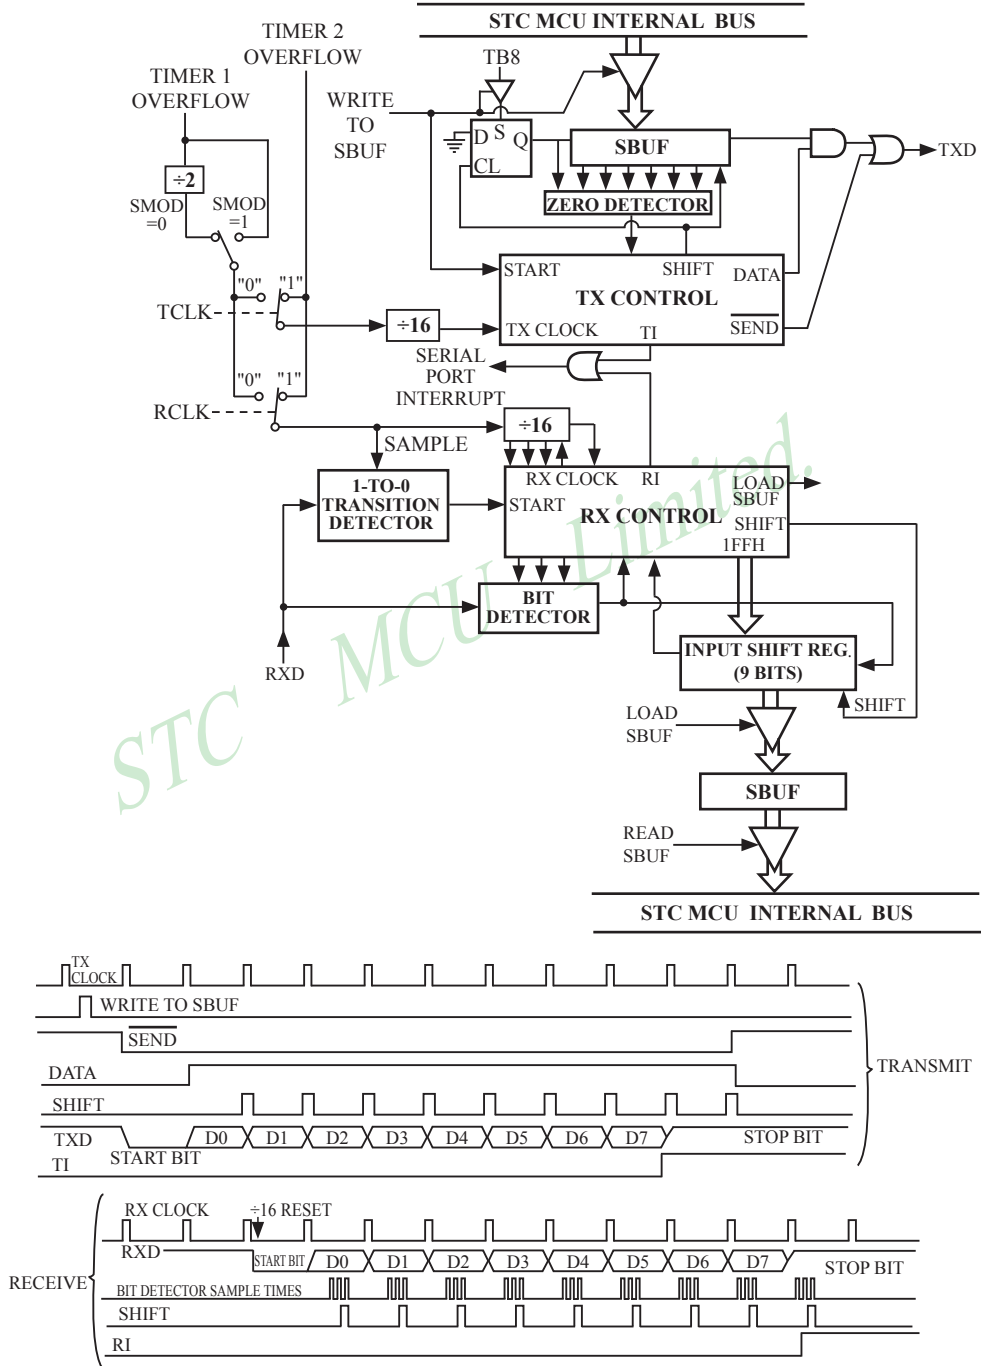 STC MCU INTERNAL BUS
TIMER 2
OVERFLOW
TIMER 1
OVERFLOW
TB8
WRITE
TO
SBUF
D S Q
CL
SBUF
TXD
÷2
ZERO DETECTOR
SMOD
=0
SMOD
=1
START
SHIFT
DATA
TX CONTROL
"0" "1"
TCLK
÷16
TX CLOCK
TI
SEND
SERIAL
PORT
INTERRUPT
"0" "1"
RCLK
÷16
SAMPLE
1-TO-0
TRANSITION
DETECTOR
RX CLOCK
RI
LOAD
SBUF
START
RX CONTROL
SHIFT
1FFH
BIT
DETECTOR
RXD
INPUT SHIFT REG.
(9 BITS)
SHIFT
LOAD
SBUF
SBUF
READ
SBUF
STC MCU INTERNAL BUS
STC MCU Limited.
TX
CLOCK
WRITE TO SBUF
SEND
DATA
SHIFT
TXD
START BIT
D0 D1 D2 D3 D4 D5 D6 D7
STOP BIT
TI
TRANSMIT
RX CLOCK
÷16 RESET
RXD
START BIT
D0 D1 D2 D3 D4 D5 D6 D7
STOP BIT
RECEIVE
BIT DETECTOR SAMPLE TIMES
SHIFT
RI